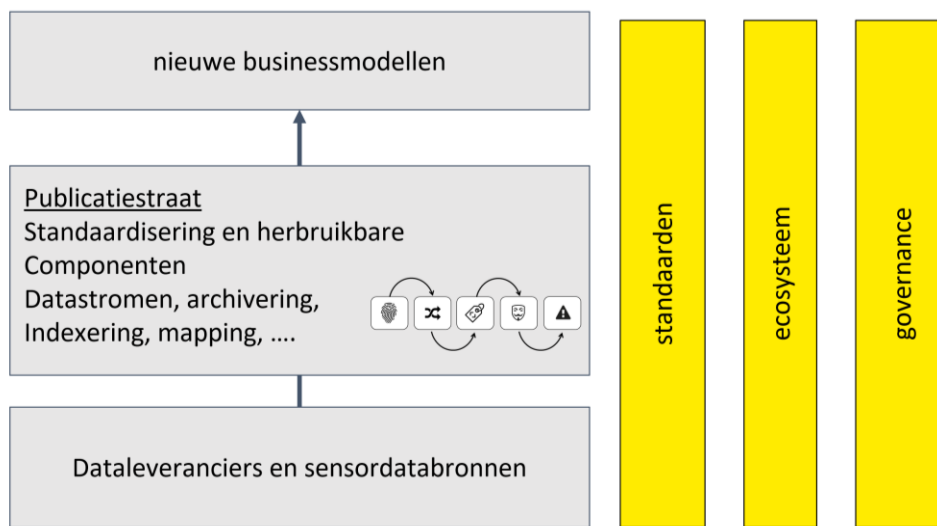 nieuwe businessmodellen
Publicatiestraat
Standaardisering en herbruikbare
Componenten
Datastromen, archivering,
Indexering, mapping, ....
Dataleveranciers en sensordatabronnen
standaarden
ecosysteem
governance